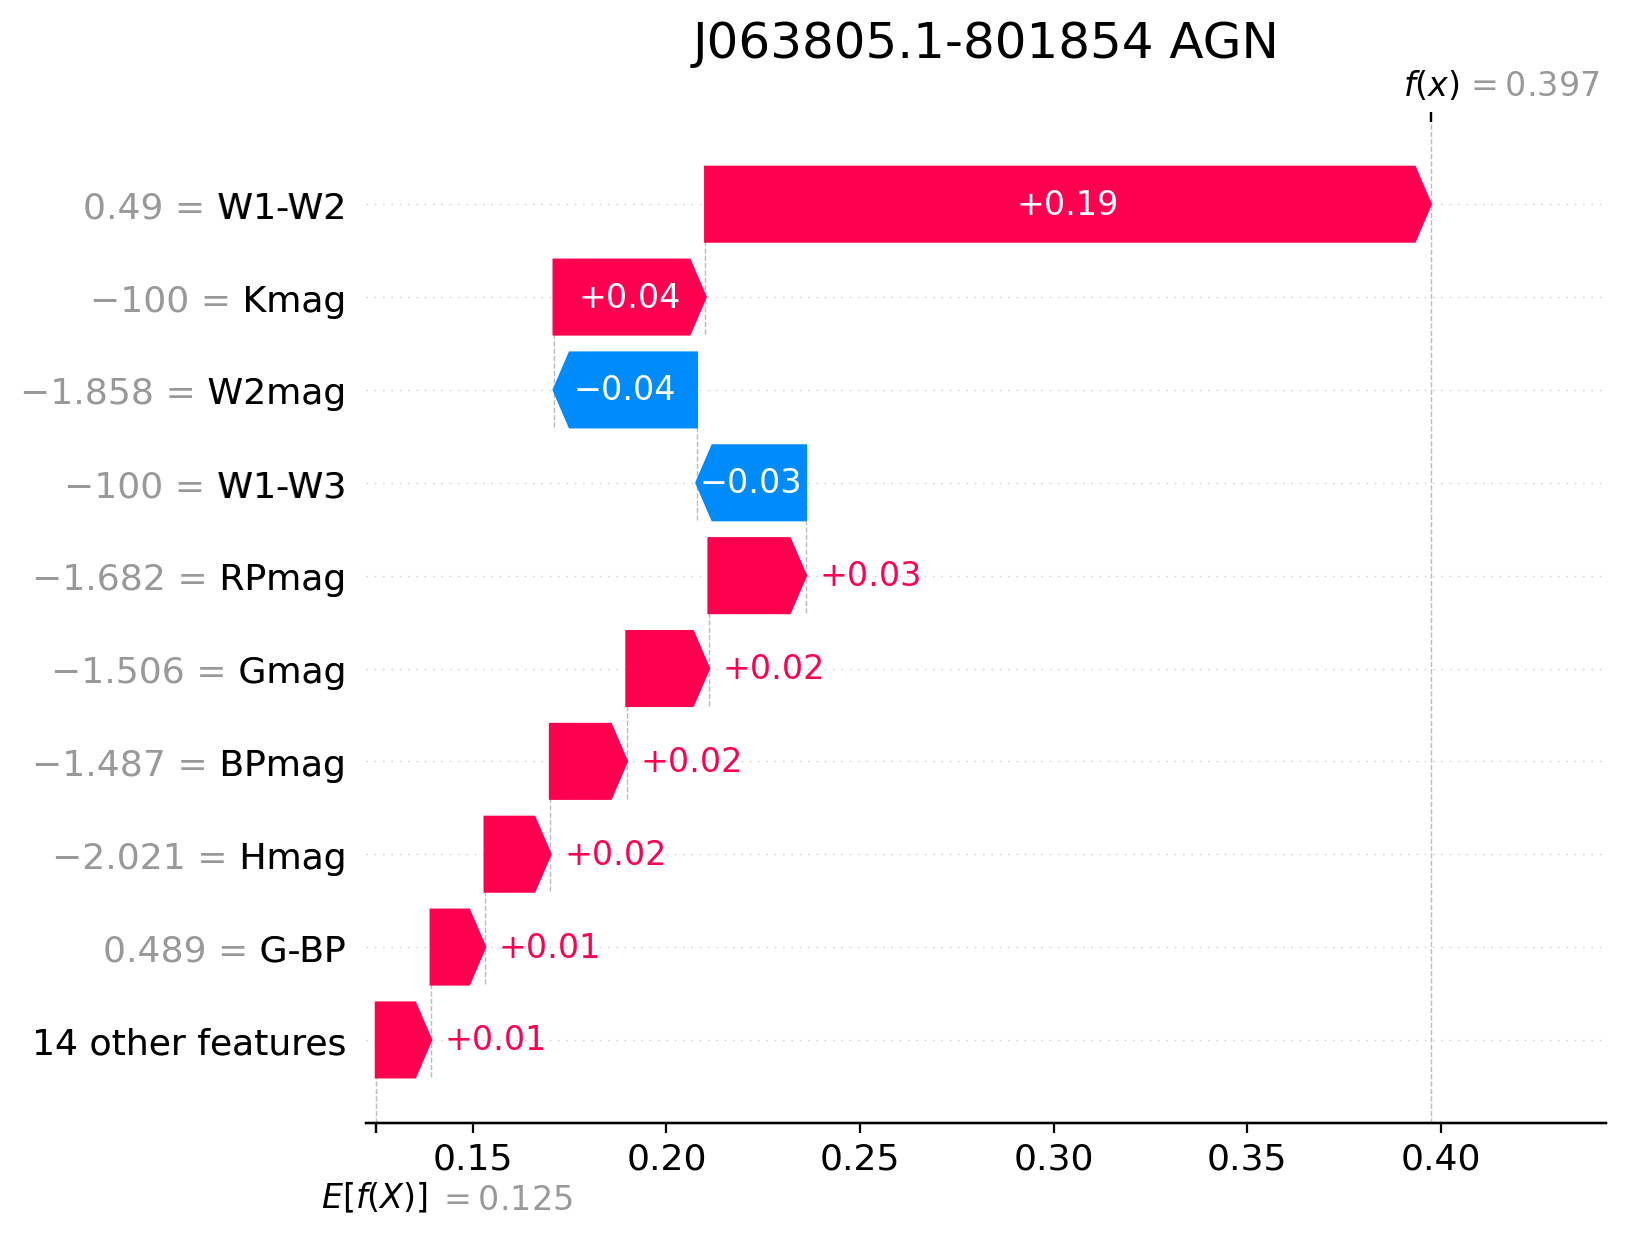 J063805.1-801854 AGN
f(x) = 0.397
0.49 = W1-W2 +0.19
−100 = Kmag +0.04
−1.858 = W2mag −0.04
−100 = W1-W3 −0.03
−1.682 = RPmag +0.03
−1.506 = Gmag +0.02
−1.487 = BPmag +0.02
−2.021 = Hmag +0.02
0.489 = G-BP +0.01
14 other features +0.01
0.15 0.20 0.25 0.30 0.35 0.40
E[f(X)] = 0.125